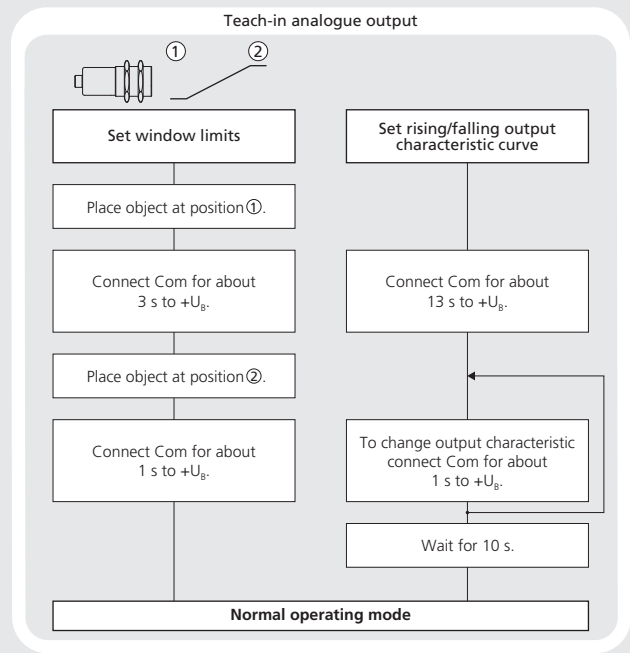 Teach-in analogue output
① ②
Set window limits
Place object at position ①.
Connect Com for about
3 s to +U_B.
Place object at position ②.
Connect Com for about
1 s to +U_B.
Set rising/falling output
characteristic curve
Connect Com for about
13 s to +U_B.
To change output characteristic
connect Com for about
1 s to +U_B.
Wait for 10 s.
Normal operating mode